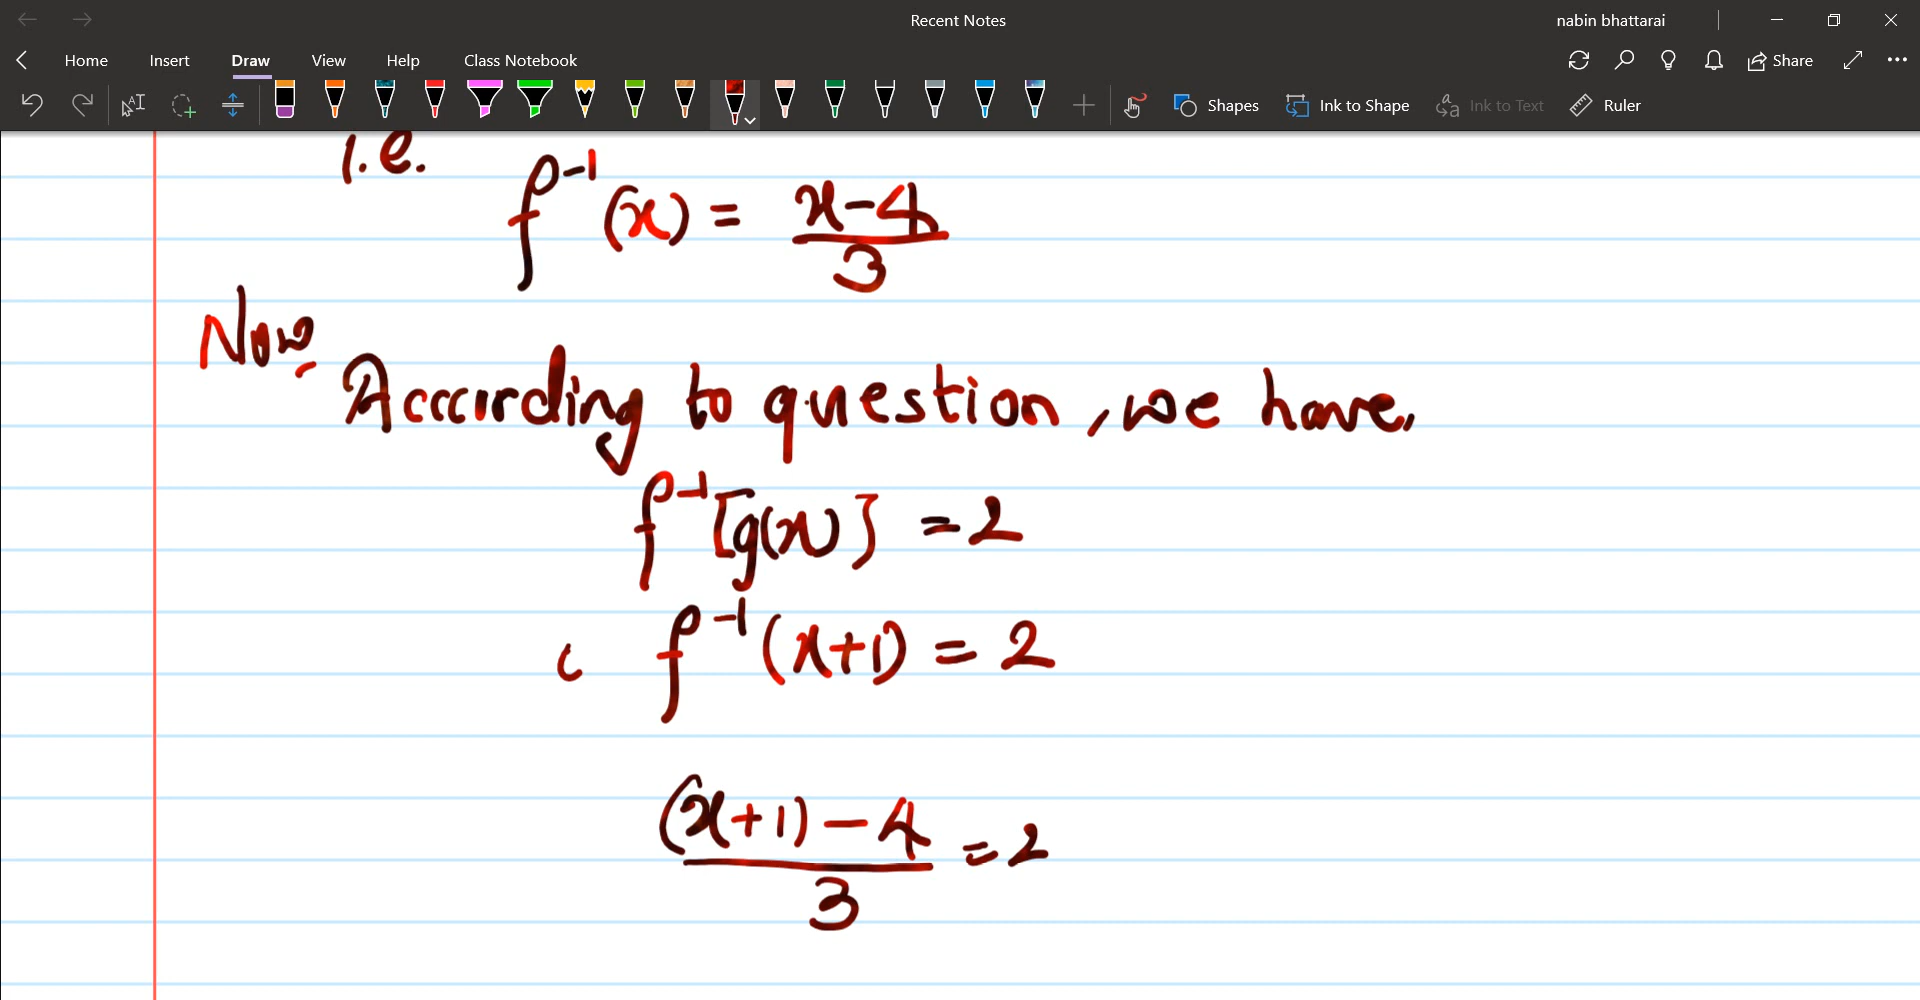 Recent Notes nabin bhattarai
Home Insert Draw View Help Class Notebook Share
Shapes Ink to Shape Ink to Text Ruler
i.e.
f⁻¹(x) = (x-4)/3
Now,
According to question, we have,
f⁻¹[g(x)] = 2
f⁻¹(x+1) = 2
((x+1) - 4)/3 = 2